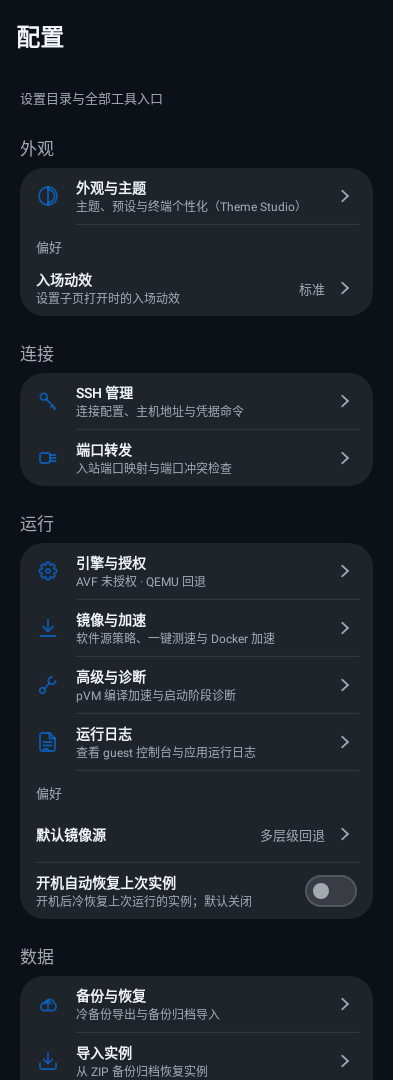 配置
设置目录与全部工具入口
外观
外观与主题
主题、预设与终端个性化（Theme Studio）
偏好
入场动效
设置子页打开时的入场动效
标准
连接
SSH 管理
连接配置、主机地址与凭据命令
端口转发
入站端口映射与端口冲突检查
运行
引擎与授权
AVF 未授权 · QEMU 回退
镜像与加速
软件源策略、一键测速与 Docker 加速
高级与诊断
pVM 编译加速与启动阶段诊断
运行日志
查看 guest 控制台与应用运行日志
偏好
默认镜像源
多层级回退
开机自动恢复上次实例
开机后冷恢复上次运行的实例；默认关闭
数据
备份与恢复
冷备份导出与备份归档导入
导入实例
从 ZIP 备份归档恢复实例